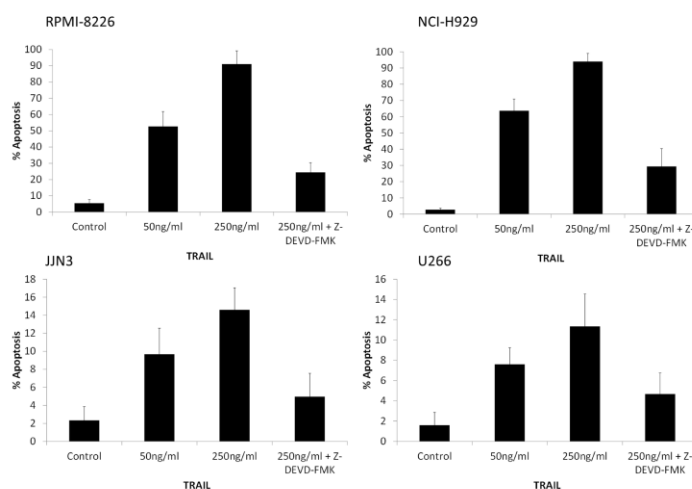 RPMI-8226
% Apoptosis
100
90
80
70
60
50
40
30
20
10
0
Control
50ng/ml
250ng/ml
250ng/ml + Z-
DEVD-FMK
TRAIL
NCI-H929
% Apoptosis
100
90
80
70
60
50
40
30
20
10
0
Control
50ng/ml
250ng/ml
250ng/ml + Z-
DEVD-FMK
TRAIL
JJN3
% Apoptosis
18
16
14
12
10
8
6
4
2
0
Control
50ng/ml
250ng/ml
250ng/ml + Z-
DEVD-FMK
TRAIL
U266
% Apoptosis
16
14
12
10
8
6
4
2
0
Control
50ng/ml
250ng/ml
250ng/ml + Z-
DEVD-FMK
TRAIL